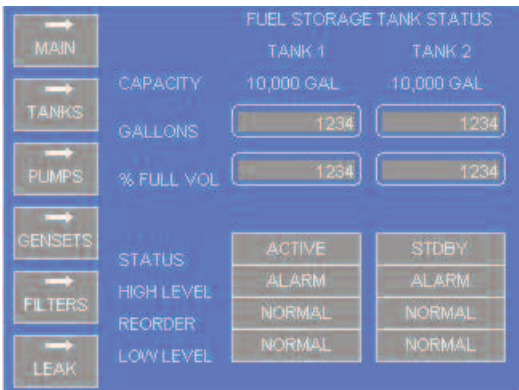 FUEL STORAGE TANK STATUS
MAIN
TANK 1 TANK 2
CAPACITY 10,000 GAL 10,000 GAL
TANKS
GALLONS 1234 1234
PUMPS
% FULL VOL 1234 1234
GENSETS
STATUS ACTIVE STDBY
HIGH LEVEL ALARM ALARM
FILTERS
REORDER NORMAL NORMAL
LOW LEVEL NORMAL NORMAL
LEAK